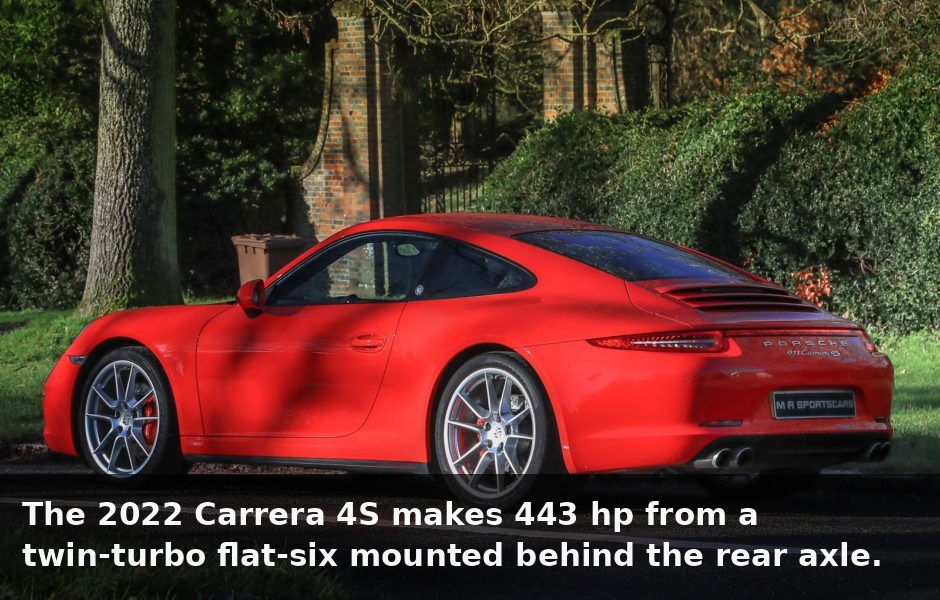 PORSCHE
911 Carrera 4S
M R SPORTSCARS
The 2022 Carrera 4S makes 443 hp from a
twin-turbo flat-six mounted behind the rear axle.